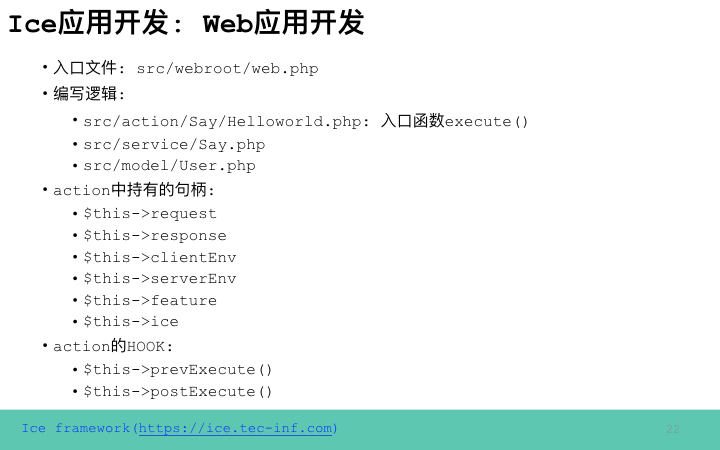 Ice应用开发: Web应用开发
• 入口文件: src/webroot/web.php
• 编写逻辑:
• src/action/Say/Helloworld.php: 入口函数execute()
• src/service/Say.php
• src/model/User.php
• action中持有的句柄:
• $this->request
• $this->response
• $this->clientEnv
• $this->serverEnv
• $this->feature
• $this->ice
• action的HOOK:
• $this->prevExecute()
• $this->postExecute()
Ice framework(https://ice.tec-inf.com)
22